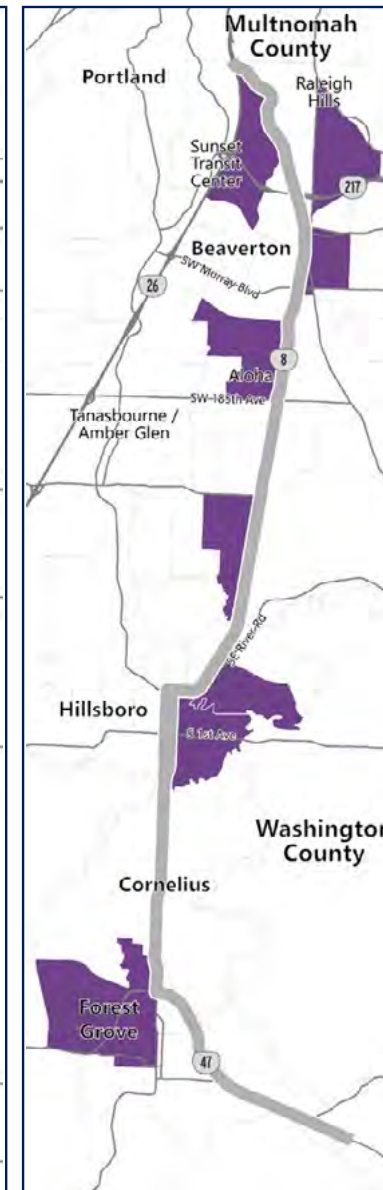 Multnomah
County
Portland
Raleigh
Hills
Sunset
Transit
Center
217
Beaverton
SW Murray Blvd
26
8
Aloha
SW 185th Ave
Tanasbourne /
Amber Glen
SE River Rd
Hillsboro
S 1st Ave
Washington
County
Cornelius
Forest
Grove
47